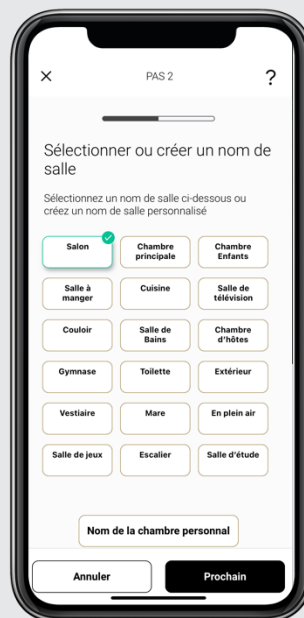 PAS 2
?
Sélectionner ou créer un nom de
salle
Sélectionnez un nom de salle ci-dessous ou
créez un nom de salle personnalisé
Salon
Chambre
principale
Chambre
Enfants
Salle à
manger
Cuisine
Salle de
télévision
Couloir
Salle de
Bains
Chambre
d'hôtes
Gymnase
Toilette
Extérieur
Vestiaire
Mare
En plein air
Salle de jeux
Escalier
Salle d'étude
Nom de la chambre personnal
Annuler
Prochain